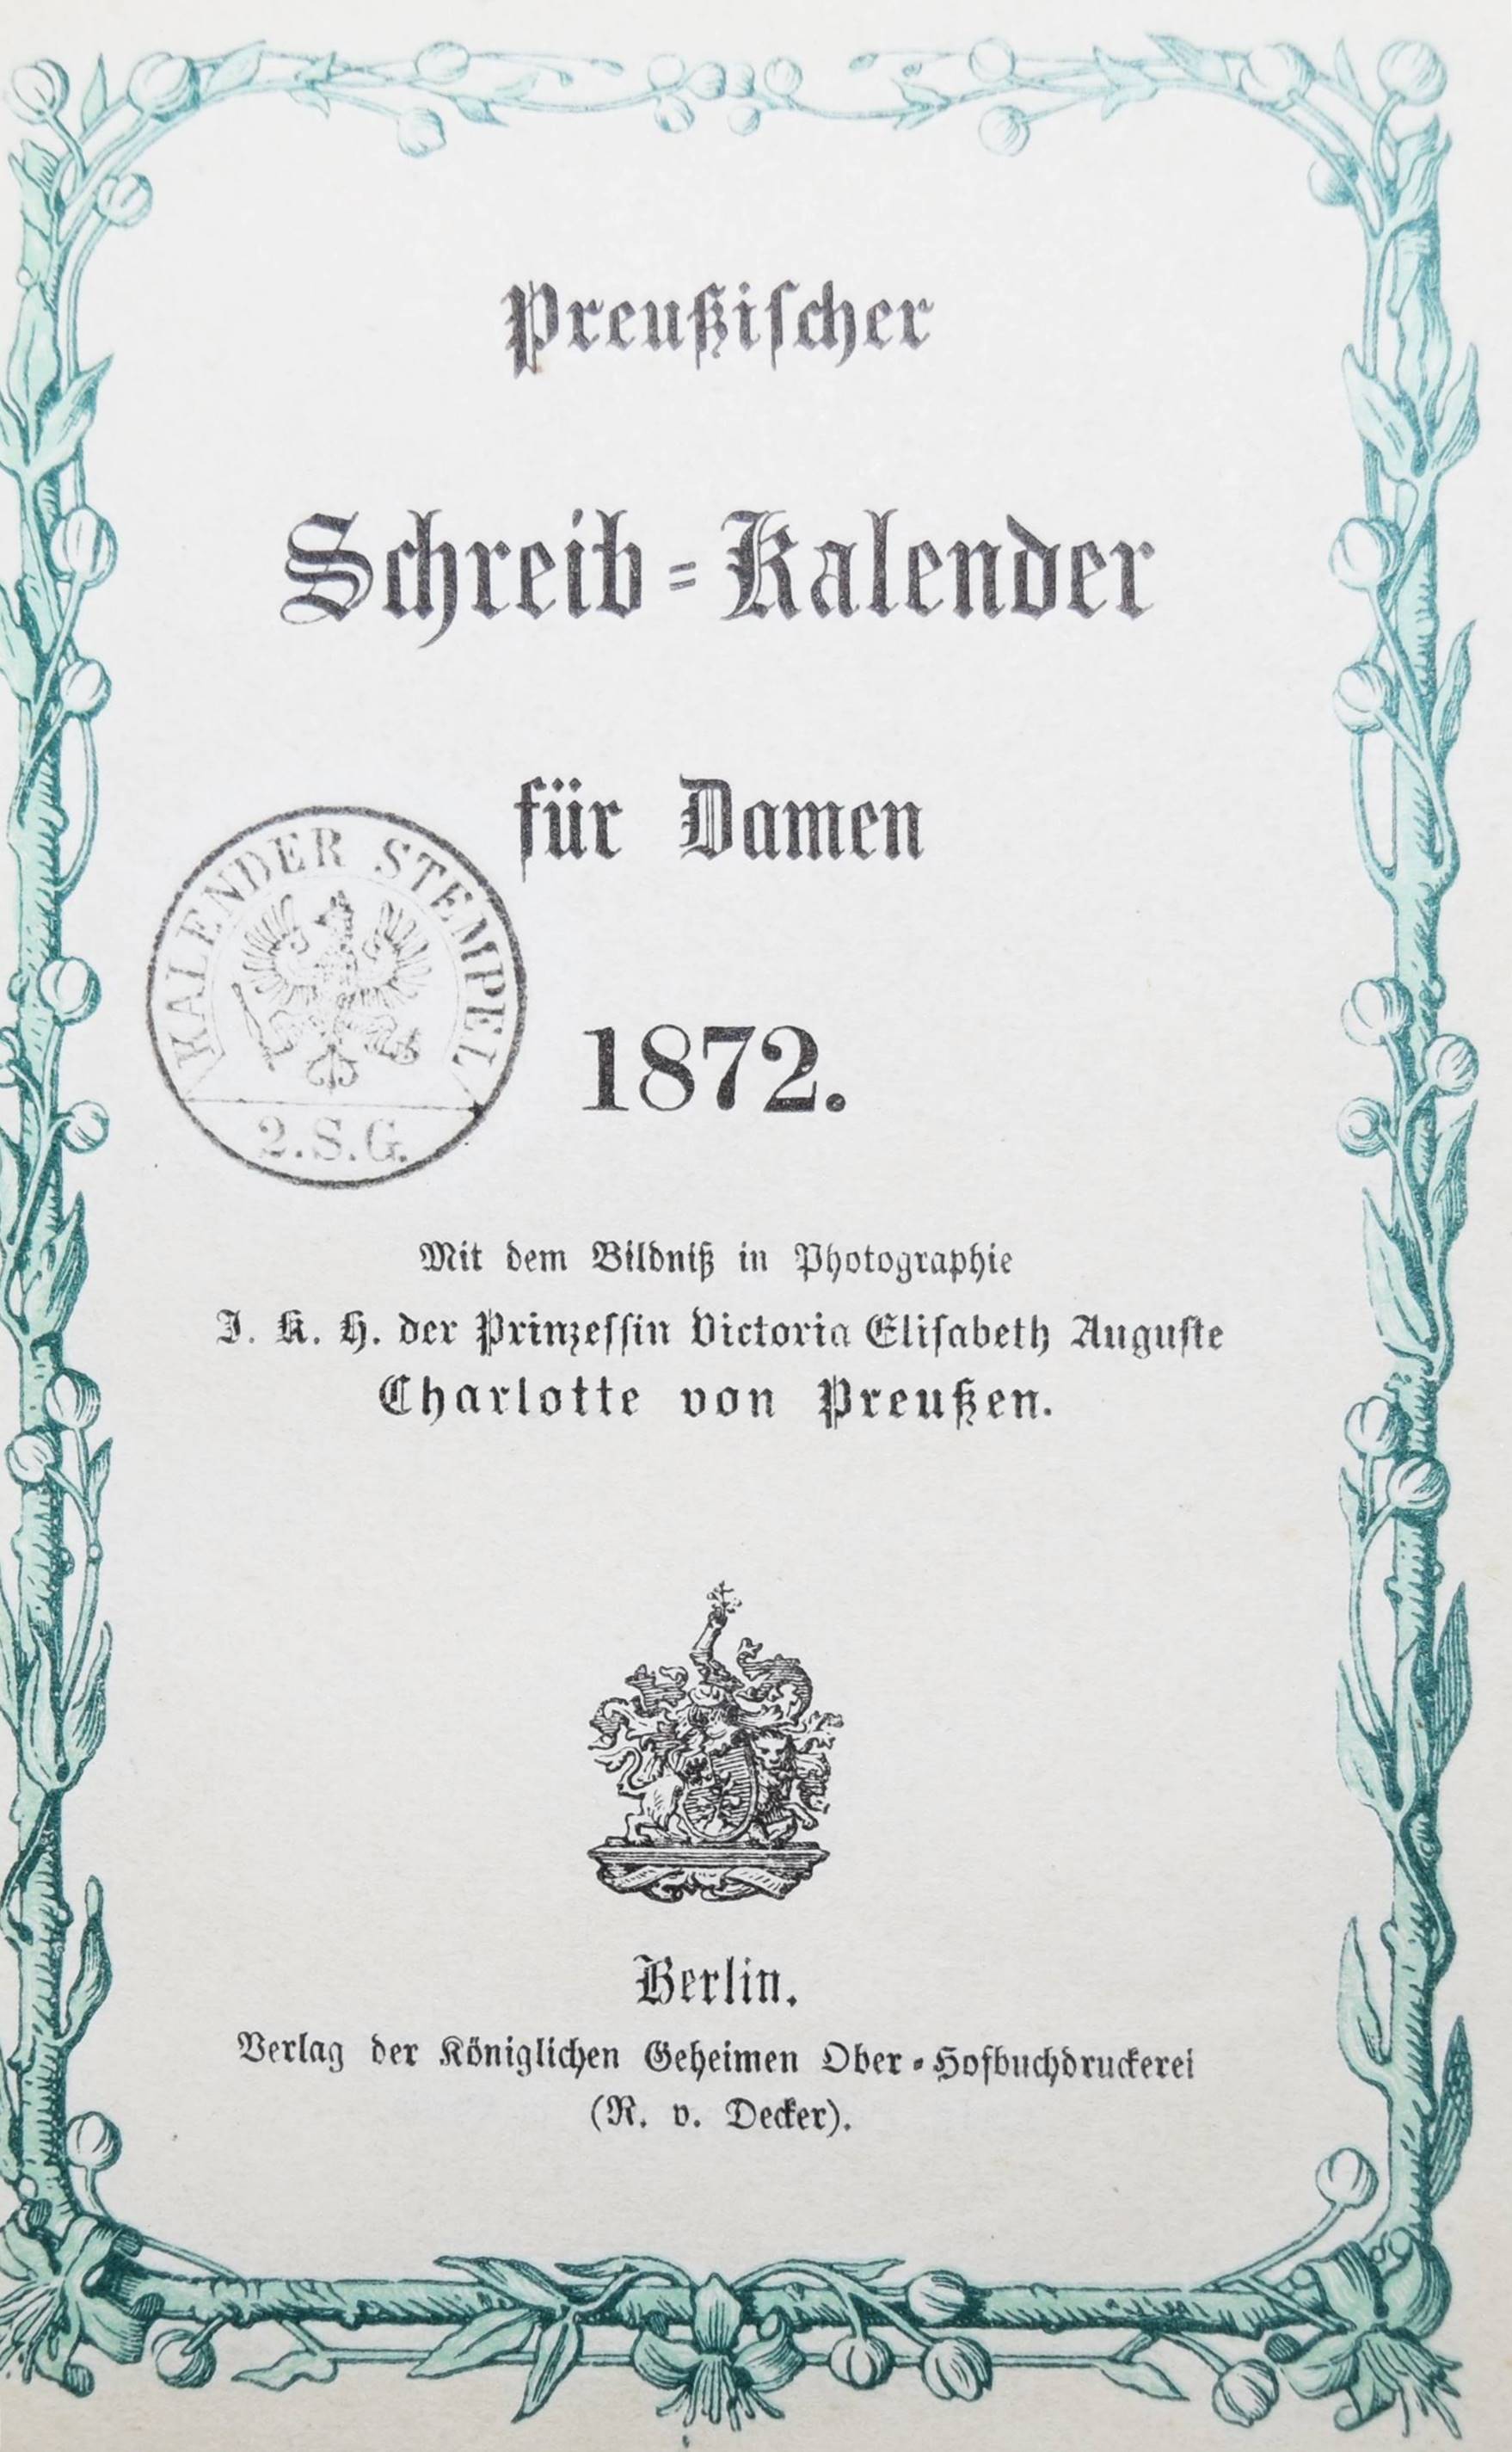 Preußischer
Schreib=Kalender
für Damen
KALENDER STEMPEL
2.S.G.
1872.
Mit dem Bildniß in Photographie
I. K. H. der Prinzessin Victoria Elisabeth Auguste
Charlotte von Preußen.
Berlin.
Verlag der Königlichen Geheimen Ober-Hofbuchdruckerei
(R. v. Decker).